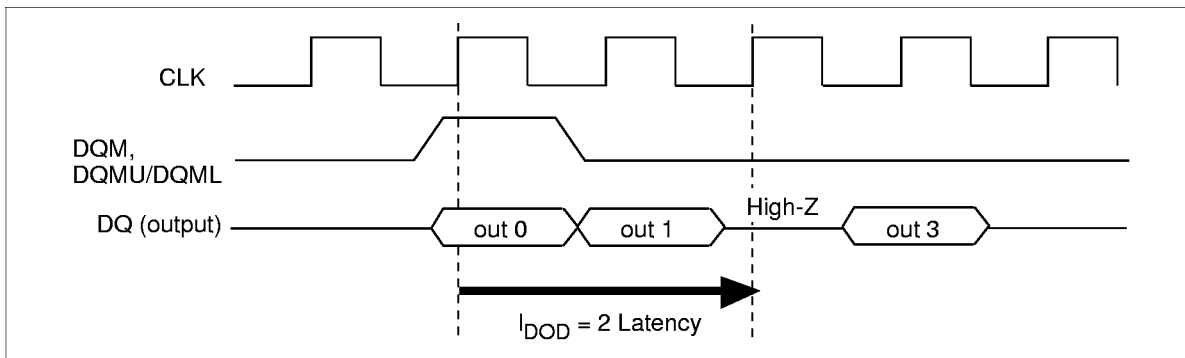 CLK
DQM,
DQMU/DQML
DQ (output)
out 0
out 1
High-Z
out 3
lDOD = 2 Latency